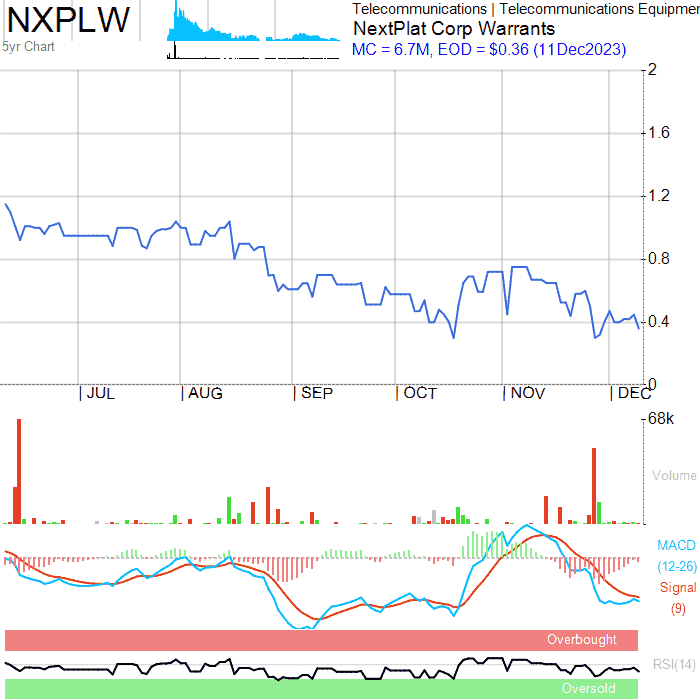 NXPLW
5yr Chart
Telecommunications | Telecommunications Equipmen
NextPlat Corp Warrants
MC = 6.7M, EOD = $0.36 (11Dec2023)
2
1.6
1.2
0.8
0.4
0
| JUL | AUG | SEP | OCT | NOV | DEC
68k
Volume
MACD
(12-26)
Signal
(9)
Overbought
RSI(14)
Oversold